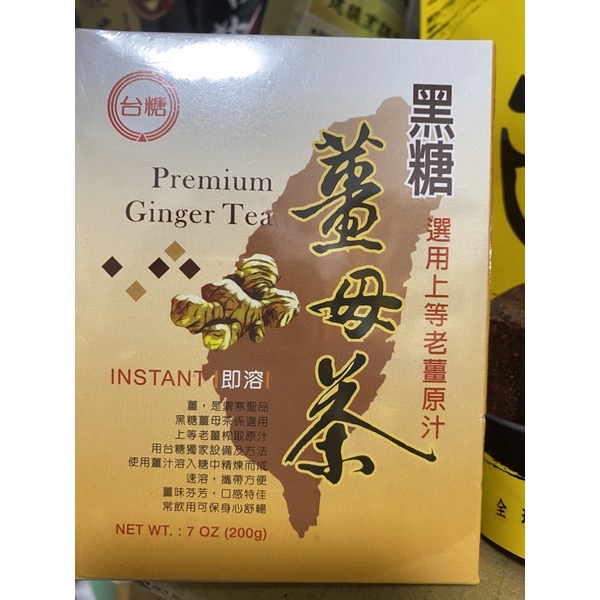 台糖
黑糖
薑母茶
選用上等老薑原汁
Premium
Ginger Tea
INSTANT 即溶
薑，是禦寒聖品
黑糖薑母茶係選用
上等老薑榨取原汁
用台糖獨家設備及方法
使用薑汁溶入糖中精煉而成
速溶，攜帶方便
薑味芬芳，口感特佳
常飲用可保身心舒暢
NET WT. : 7 OZ (200g)
全